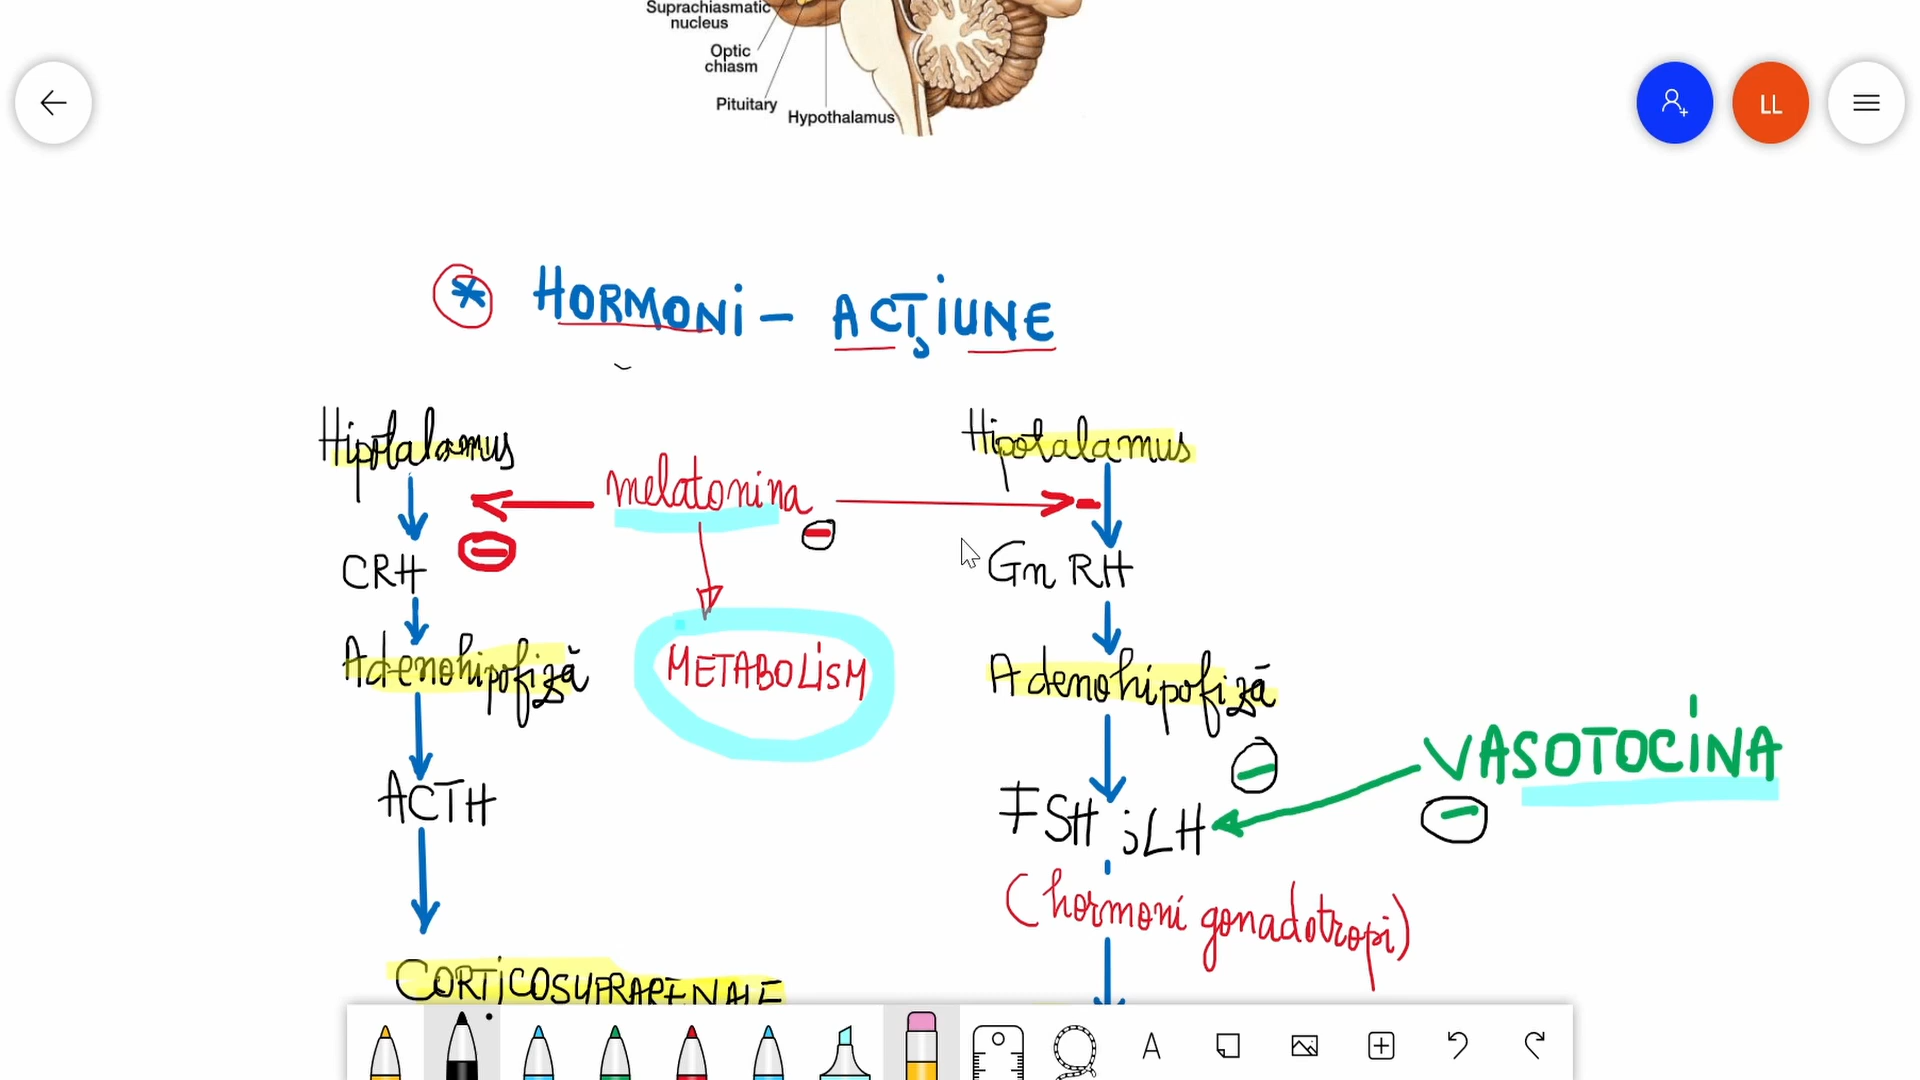 Suprachiasmatic
nucleus
Optic
chiasm
Pituitary
Hypothalamus
LL
* HORMONi - ACȚiUNE
Hipotalamus
Hipotalamus
melatonina
CRH
GnRH
Adenohipofiză
METABOLiSM
Adenohipofiză
VASOTOCiNA
ACTH
FSH ; LH
(hormoni gonadotropi)
CORTiCOSUPRARENALE
A